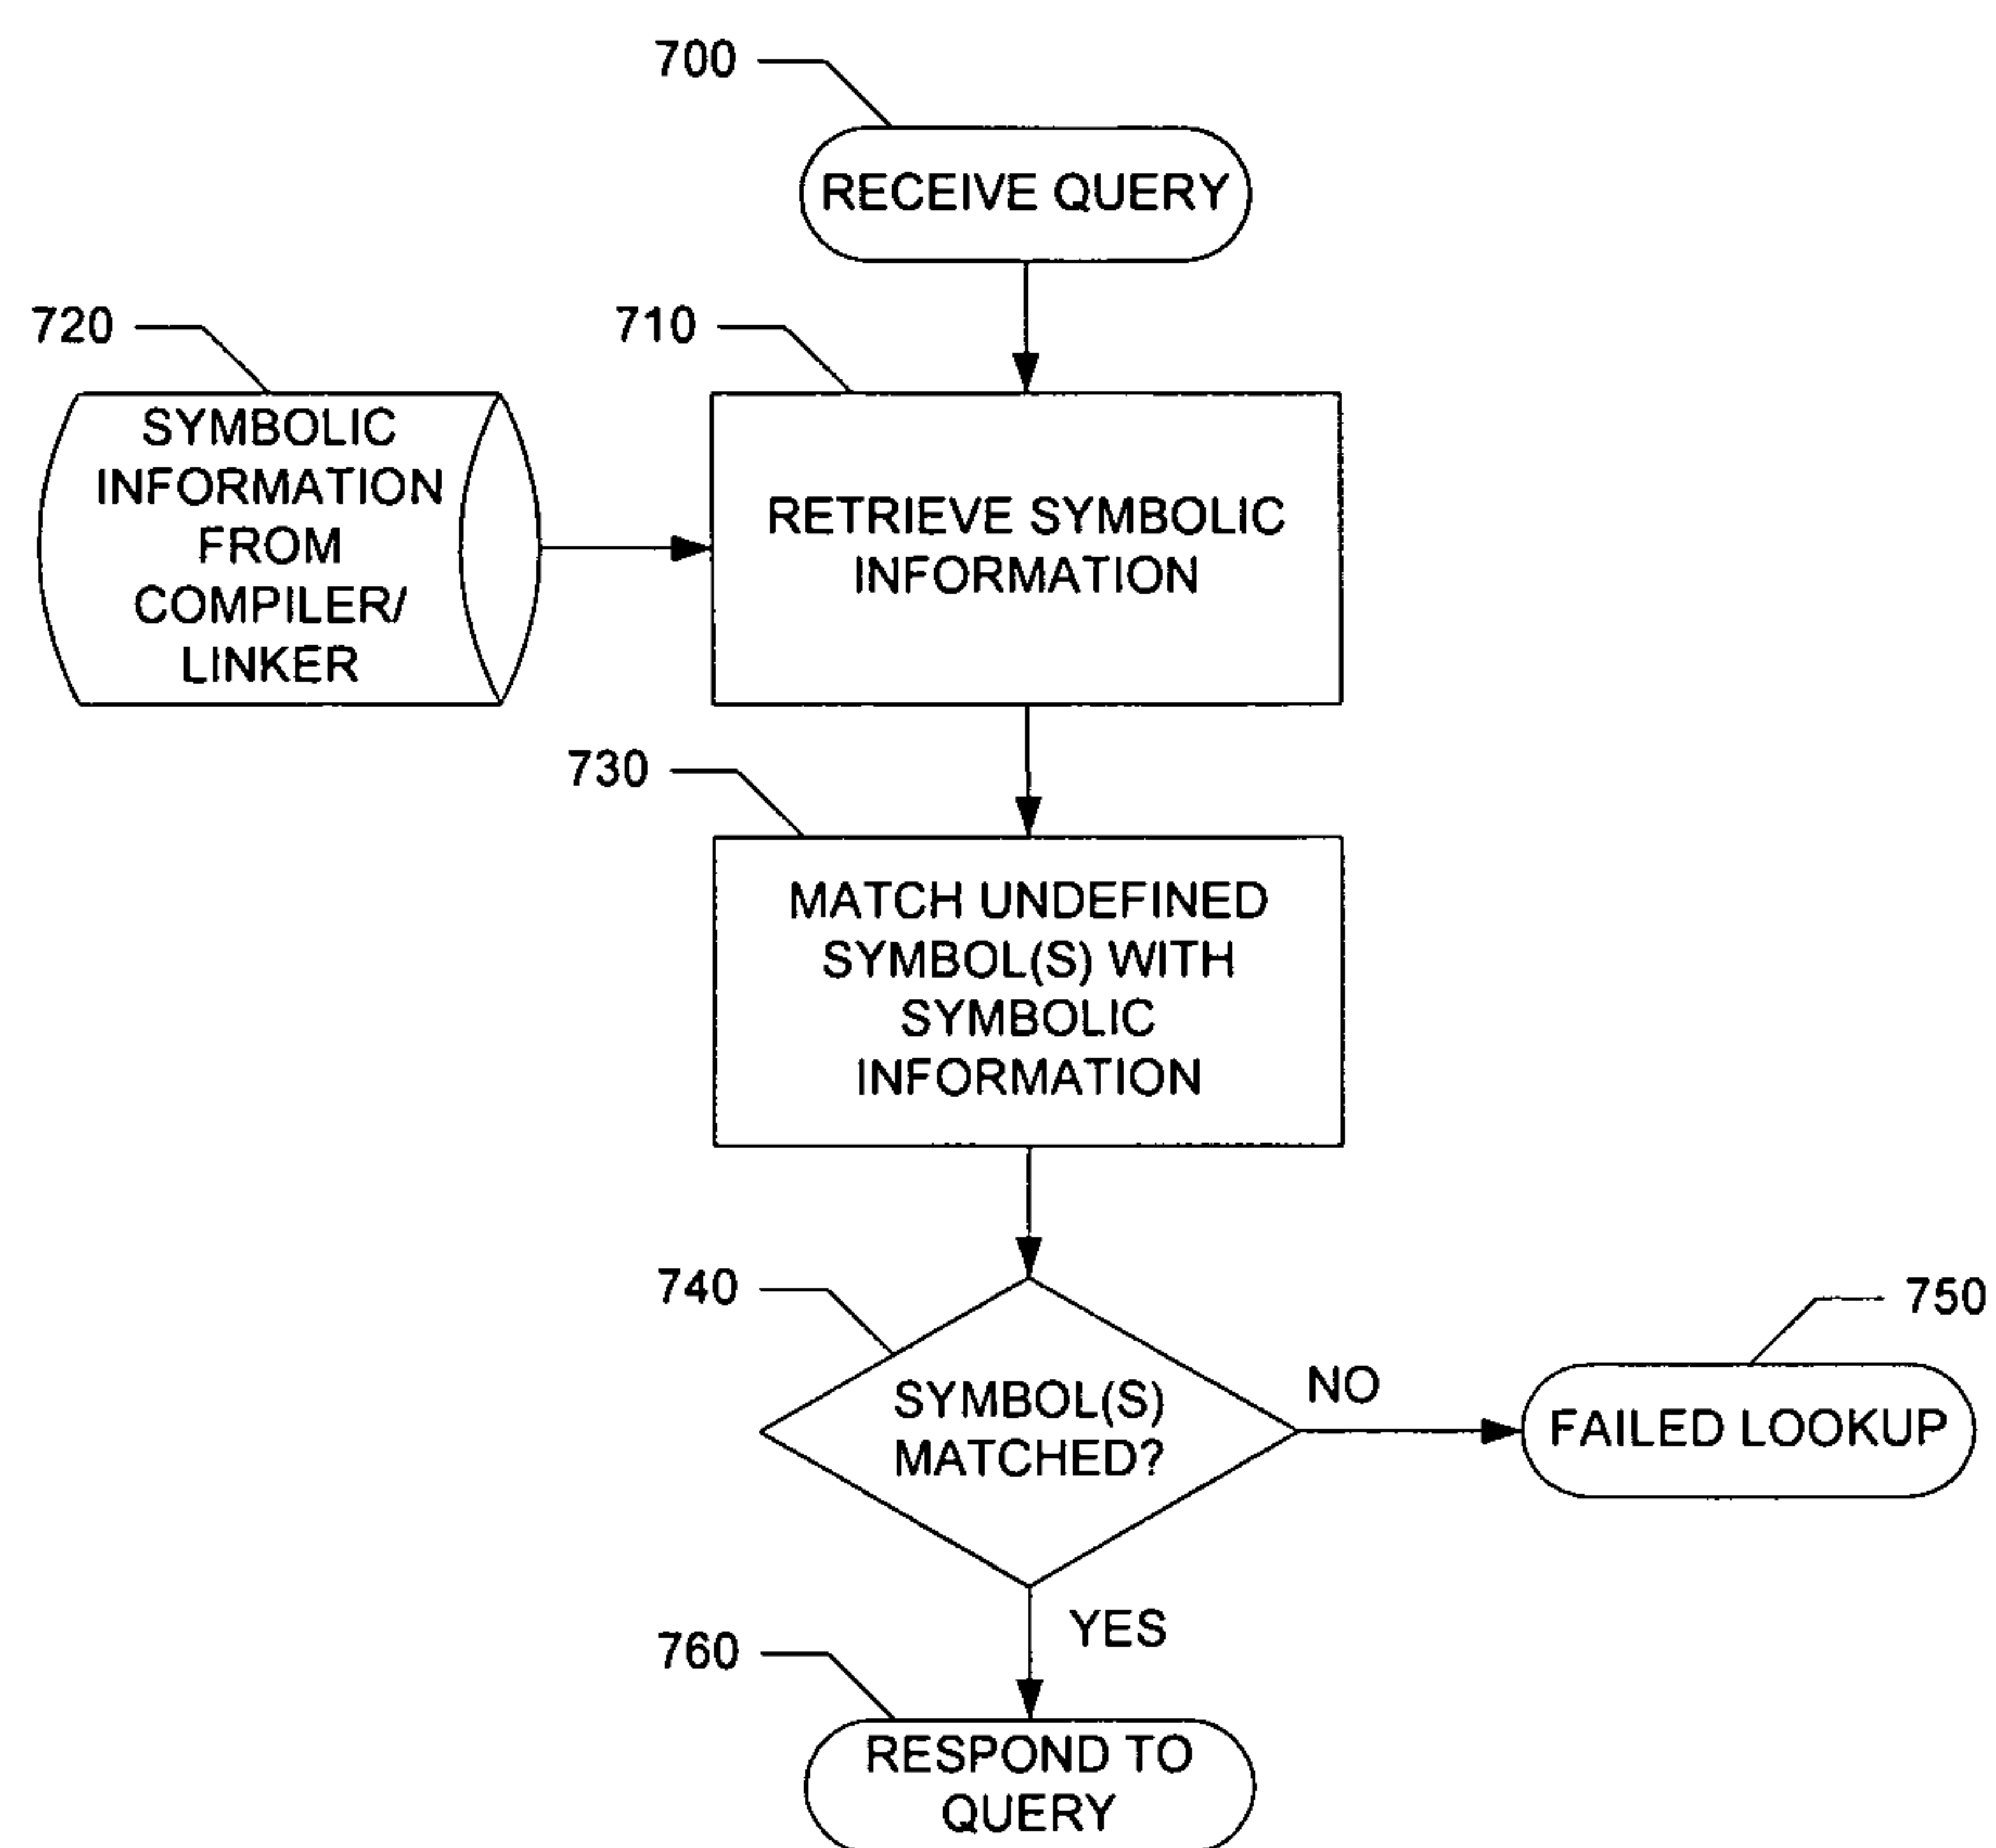 700
RECEIVE QUERY
720
710
SYMBOLIC
INFORMATION
FROM
COMPILER/
LINKER
RETRIEVE SYMBOLIC
INFORMATION
730
MATCH UNDEFINED
SYMBOL(S) WITH
SYMBOLIC
INFORMATION
740
750
SYMBOL(S)
MATCHED?
NO
FAILED LOOKUP
YES
760
RESPOND TO
QUERY